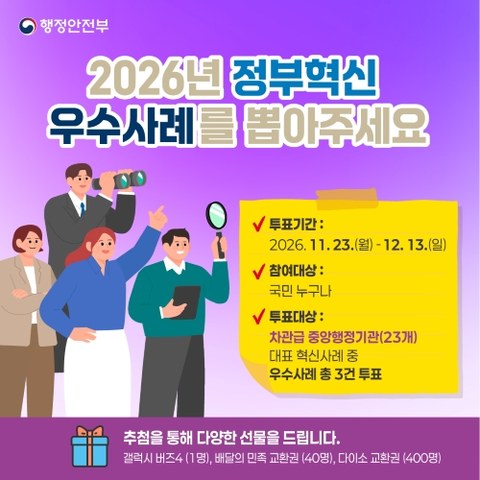 행정안전부
2026년 정부혁신
우수사례를 뽑아주세요
투표기간 :
2026. 11. 23.(월) - 12. 13.(일)
참여대상 :
국민 누구나
투표대상 :
차관급 중앙행정기관(23개)
대표 혁신사례 중
우수사례 총 3건 투표
추첨을 통해 다양한 선물을 드립니다.
갤럭시 버즈4 (1명), 배달의 민족 교환권 (40명), 다이소 교환권 (400명)